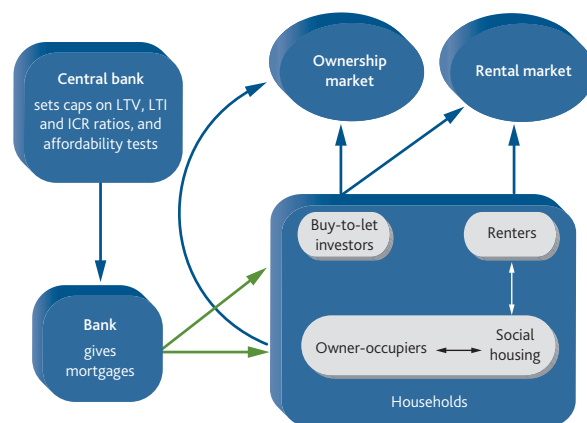 Central bank
sets caps on LTV, LTI
and ICR ratios, and
affordability tests
Ownership
market
Rental market
Buy-to-let
investors
Renters
Bank
gives
mortgages
Owner-occupiers
Social
housing
Households